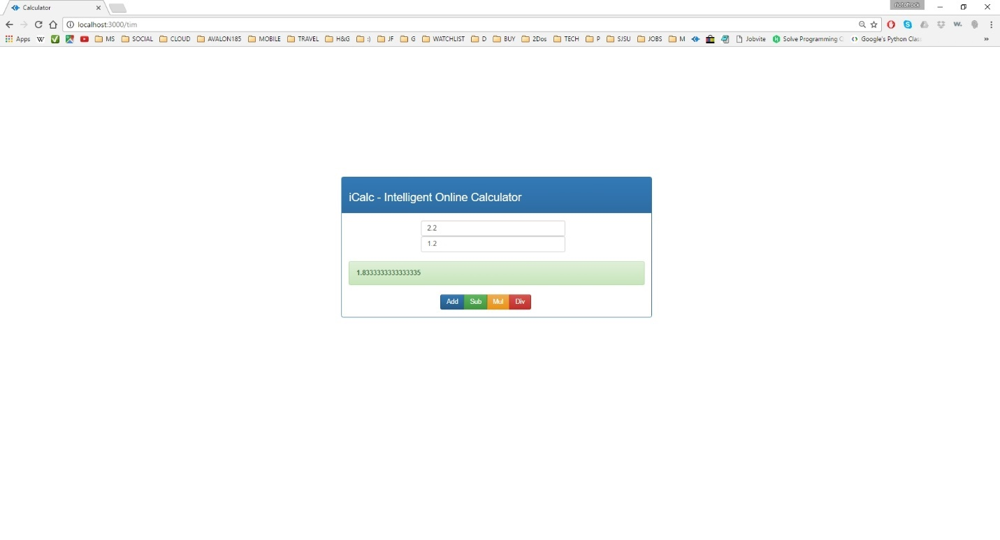 Calculator
localhost:3000/tim
Apps W MS SOCIAL CLOUD AVALON185 MOBILE TRAVEL H&G :) JF G WATCHLIST D BUY 2Dos TECH P SJSU JOBS M Jobvite Solve Programming Google's Python Clas »
iCalc - Intelligent Online Calculator
2.2
1.2
1.8333333333333335
Add Sub Mul Div